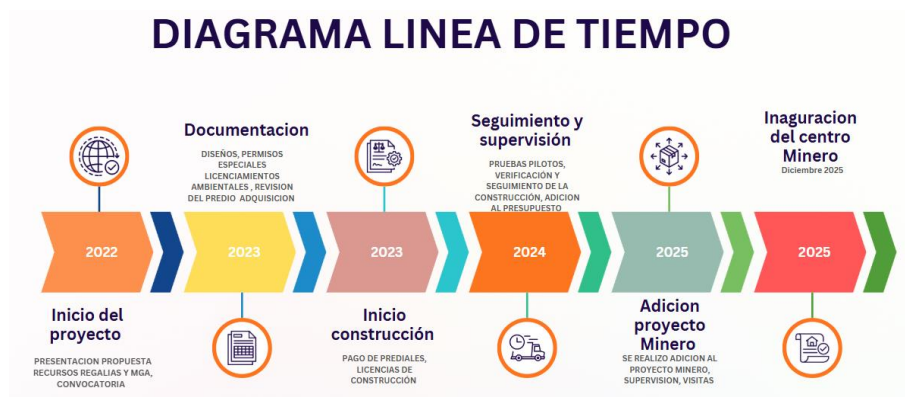 DIAGRAMA LINEA DE TIEMPO
2022
Inicio del
proyecto
PRESENTACION PROPUESTA
RECURSOS REGALIAS Y MGA,
CONVOCATORIA
Documentacion
DISEÑOS, PERMISOS
ESPECIALES
LICENCIAMIENTOS
AMBIENTALES , REVISION
DEL PREDIO ADQUISICION
2023
2023
Inicio
construcción
PAGO DE PREDIALES,
LICENCIAS DE
CONSTRUCCIÓN
Seguimiento y
supervisión
PRUEBAS PILOTOS,
VERIFICACIÓN Y
SEGUIMIENTO DE LA
CONSTRUCCIÓN, ADICION
AL PRESUPUESTO
2024
2025
Adicion
proyecto
Minero
SE REALIZO ADICION AL
PROYECTO MINERO,
SUPERVISION, VISITAS
Inaguracion
del centro
Minero
Diciembre 2025
2025